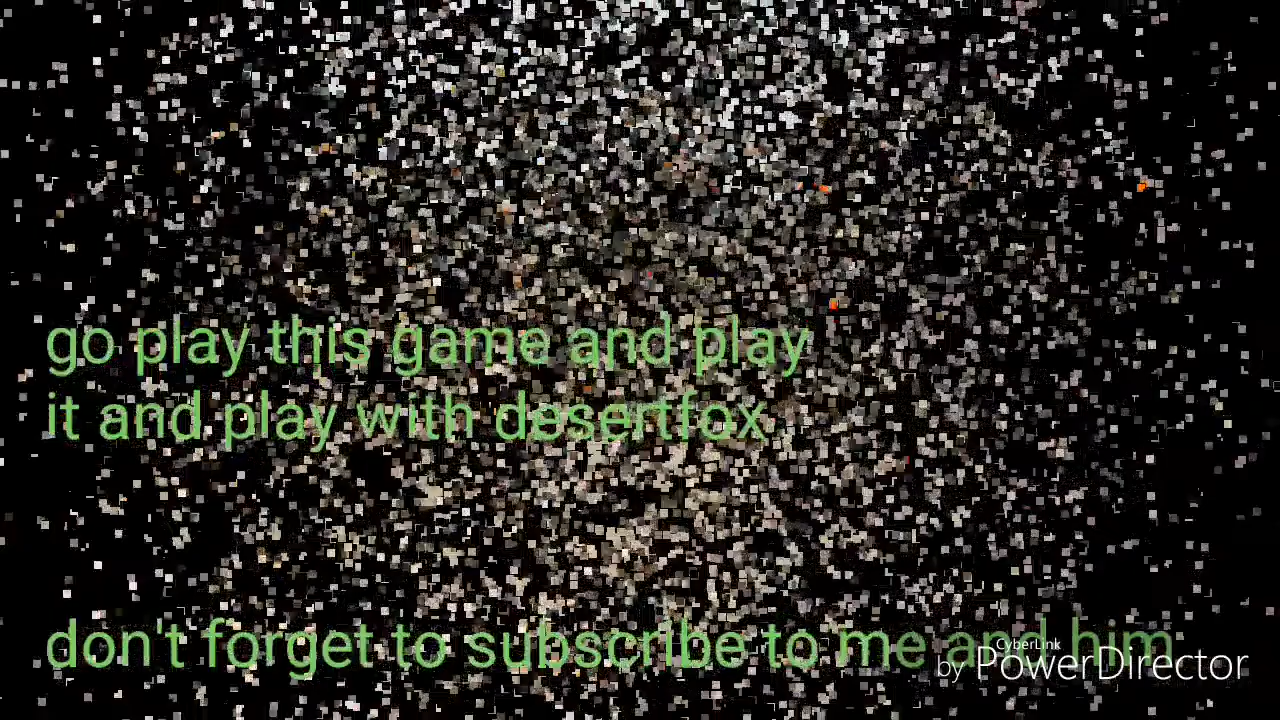 go play this game and play
it and play with desertfox
don't forget to subscribe to me and him
CyberLink
by PowerDirector